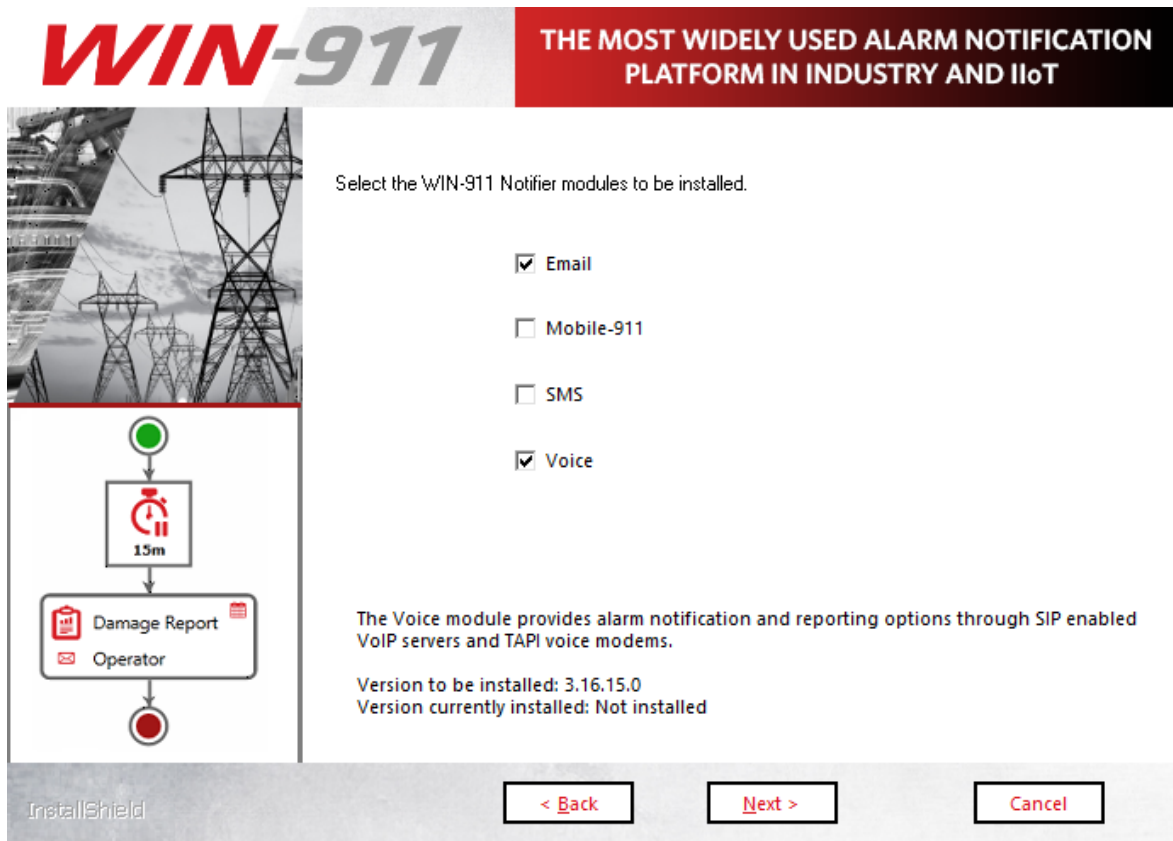 WIN-911
THE MOST WIDELY USED ALARM NOTIFICATION
PLATFORM IN INDUSTRY AND IIoT
Select the WIN-911 Notifier modules to be installed.
Email
Mobile-911
SMS
Voice
15m
Damage Report
Operator
The Voice module provides alarm notification and reporting options through SIP enabled
VoIP servers and TAPI voice modems.
Version to be installed: 3.16.15.0
Version currently installed: Not installed
InstallShield
< Back
Next >
Cancel